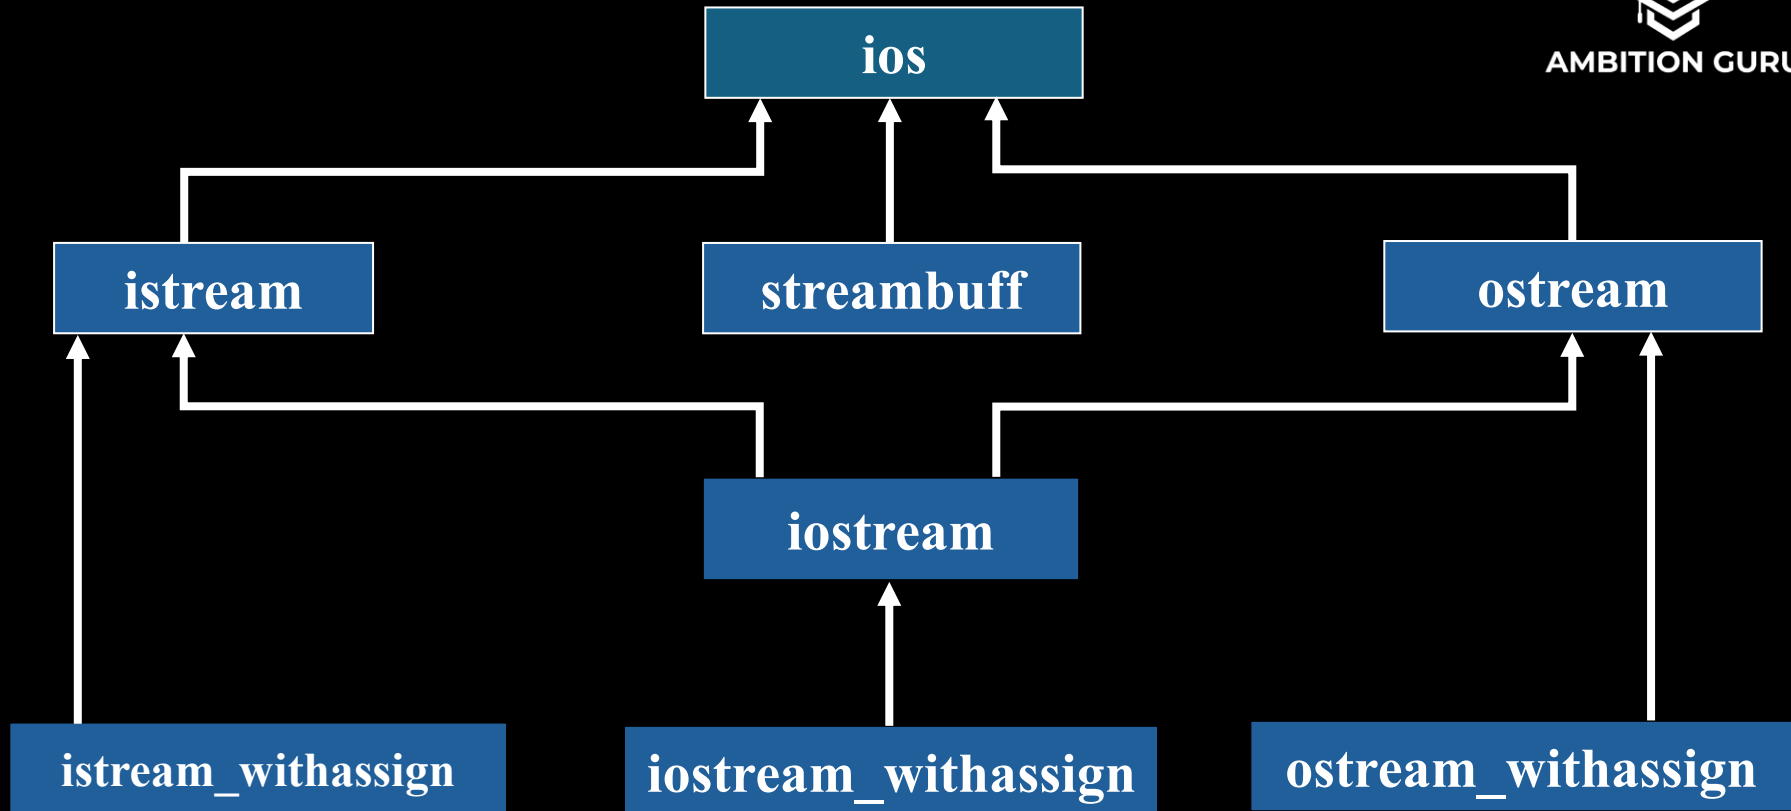 ios
AMBITION GURU
istream
streambuff
ostream
iostream
istream_withassign
iostream_withassign
ostream_withassign